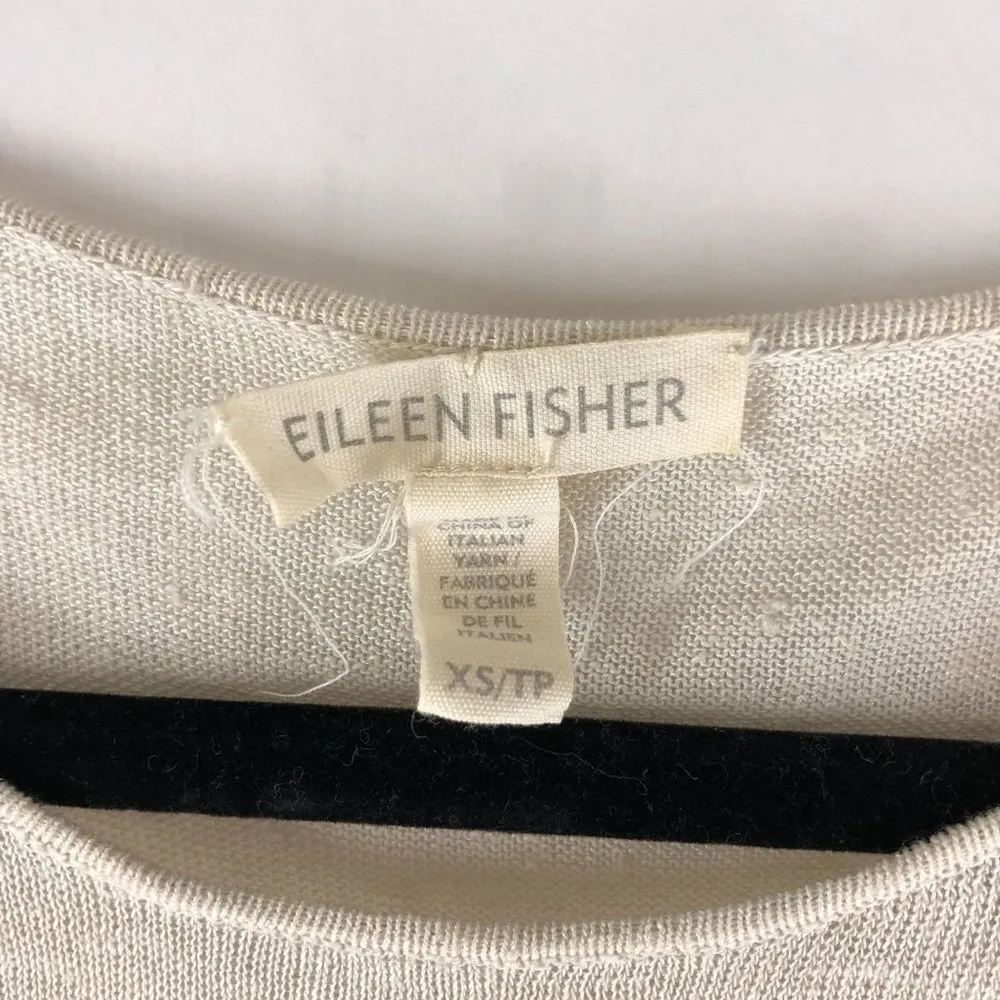 EILEEN FISHER
CHINA OF
ITALIAN
YARN/
FABRIQUÉ
EN CHINE
DE FIL
ITALIEN
XS/TP